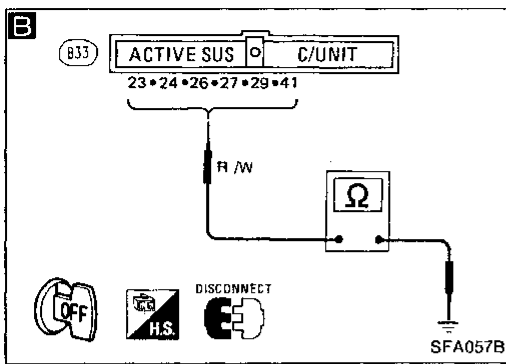 B
B33
ACTIVE SUS C/UNIT
23•24•26•27•29•41
R/W
Ω
DISCONNECT
OFF
H.S.
SFA057B